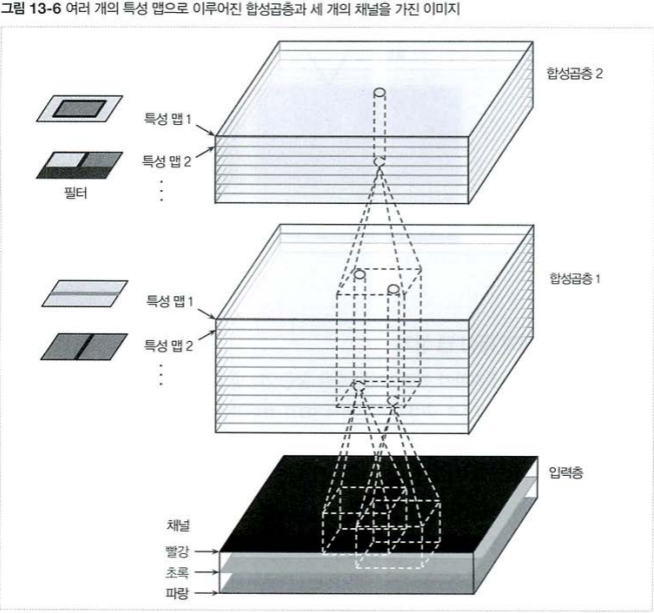 그림 13-6 여러 개의 특성 맵으로 이루어진 합성곱층과 세 개의 채널을 가진 이미지
합성곱층 2
특성 맵 1
특성 맵 2
필터
합성곱층 1
특성 맵 1
특성 맵 2
입력층
채널
빨강
초록
파랑